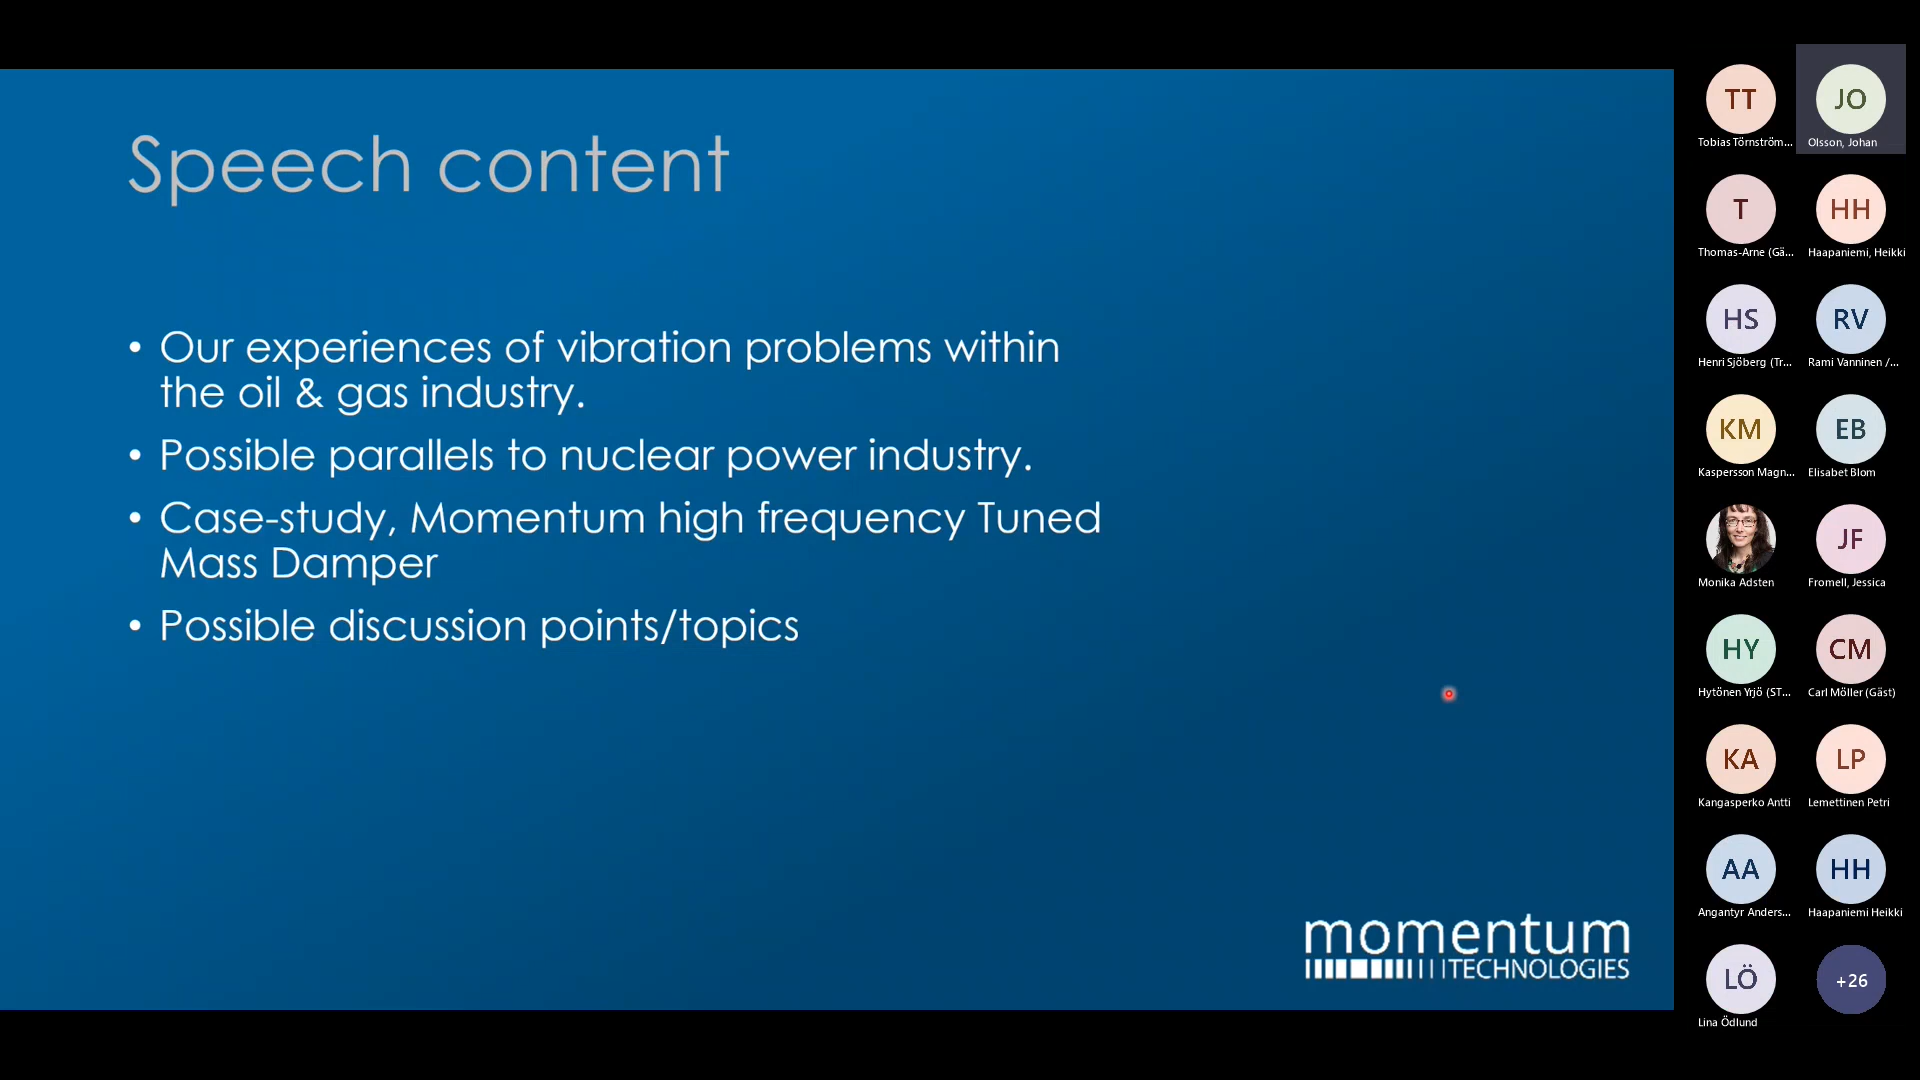 Speech content
• Our experiences of vibration problems within
the oil & gas industry.
• Possible parallels to nuclear power industry.
• Case-study, Momentum high frequency Tuned
Mass Damper
• Possible discussion points/topics
momentum
TECHNOLOGIES
TT
Tobias Törnström...
JO
Olsson, Johan
T
Thomas-Arne (Gä...
HH
Haapaniemi, Heikki
HS
Henri Sjöberg (Tr...
RV
Rami Vanninen /...
KM
Kaspersson Magn...
EB
Elisabet Blom
Monika Adsten
JF
Fromell, Jessica
HY
Hytönen Yrjö (ST...
CM
Carl Möller (Gäst)
KA
Kangasperko Antti
LP
Lemettinen Petri
AA
Angantyr Anders...
HH
Haapaniemi Heikki
LÖ
Lina Ödlund
+26